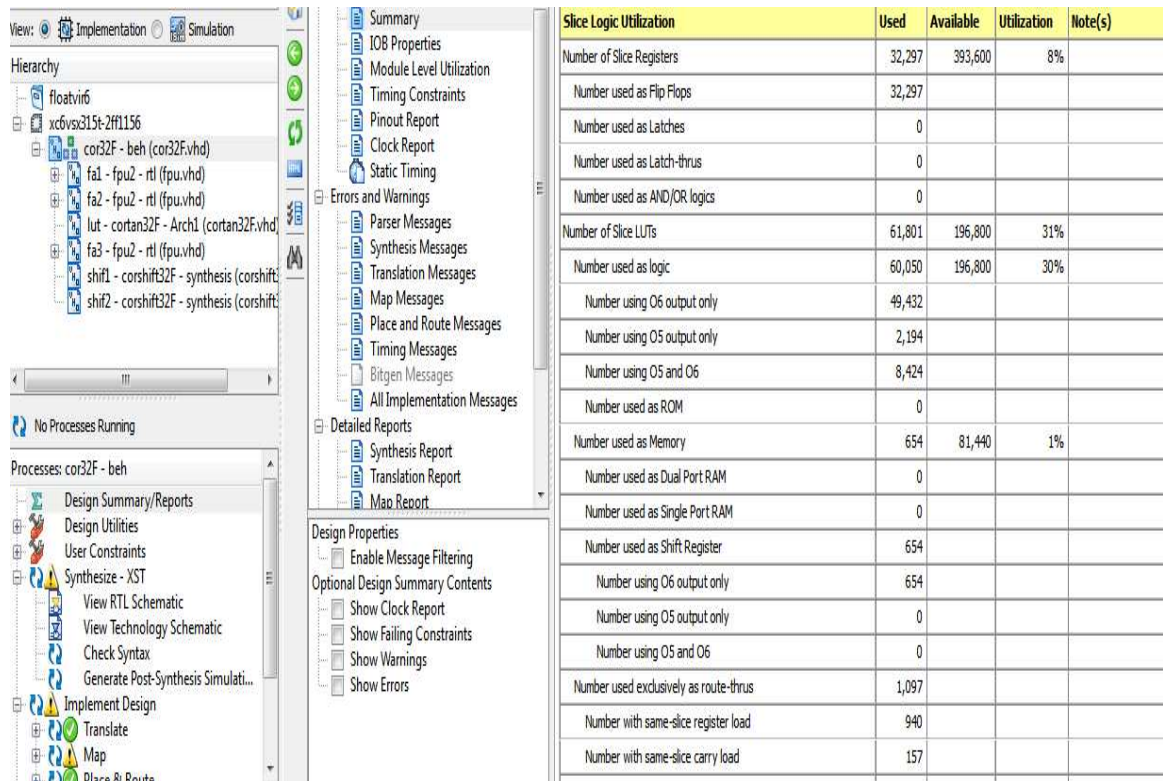 View: Implementation Simulation
Hierarchy
floatvir6
xc6vsx315t-2ff1156
cor32F - beh (cor32F.vhd)
fa1 - fpu2 - rtl (fpu.vhd)
fa2 - fpu2 - rtl (fpu.vhd)
lut - cortan32F - Arch1 (cortan32F.vhd)
fa3 - fpu2 - rtl (fpu.vhd)
shif1 - corshift32F - synthesis (corshift
shif2 - corshift32F - synthesis (corshift
No Processes Running
Processes: cor32F - beh
Design Summary/Reports
Design Utilities
User Constraints
Synthesize - XST
View RTL Schematic
View Technology Schematic
Check Syntax
Generate Post-Synthesis Simulati...
Implement Design
Translate
Map
Place & Route
Summary
IOB Properties
Module Level Utilization
Timing Constraints
Pinout Report
Clock Report
Static Timing
Errors and Warnings
Parser Messages
Synthesis Messages
Translation Messages
Map Messages
Place and Route Messages
Timing Messages
Bitgen Messages
All Implementation Messages
Detailed Reports
Synthesis Report
Translation Report
Map Report
Design Properties
Enable Message Filtering
Optional Design Summary Contents
Show Clock Report
Show Failing Constraints
Show Warnings
Show Errors
Slice Logic Utilization Used Available Utilization Note(s)
Number of Slice Registers 32,297 393,600 8%
Number used as Flip Flops 32,297
Number used as Latches 0
Number used as Latch-thrus 0
Number used as AND/OR logics 0
Number of Slice LUTs 61,801 196,800 31%
Number used as logic 60,050 196,800 30%
Number using O6 output only 49,432
Number using O5 output only 2,194
Number using O5 and O6 8,424
Number used as ROM 0
Number used as Memory 654 81,440 1%
Number used as Dual Port RAM 0
Number used as Single Port RAM 0
Number used as Shift Register 654
Number using O6 output only 654
Number using O5 output only 0
Number using O5 and O6 0
Number used exclusively as route-thrus 1,097
Number with same-slice register load 940
Number with same-slice carry load 157